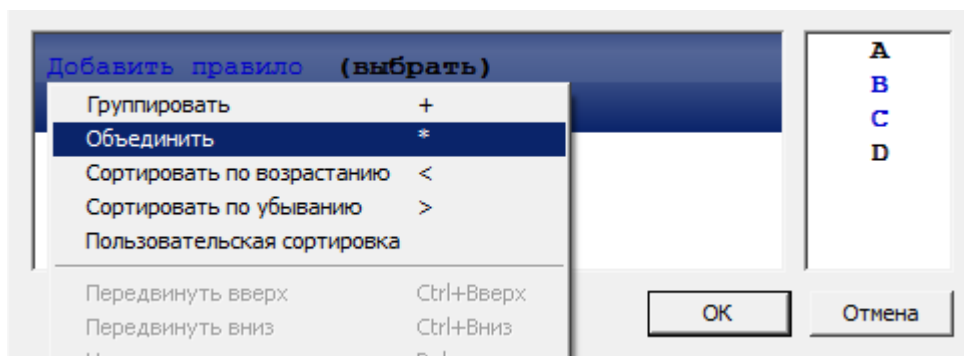 Добавить правило (выбрать)
Группировать +
Объединить *
Сортировать по возрастанию <
Сортировать по убыванию >
Пользовательская сортировка
Передвинуть вверх Ctrl+Вверх
Передвинуть вниз Ctrl+Вниз
A
B
C
D
OK
Отмена